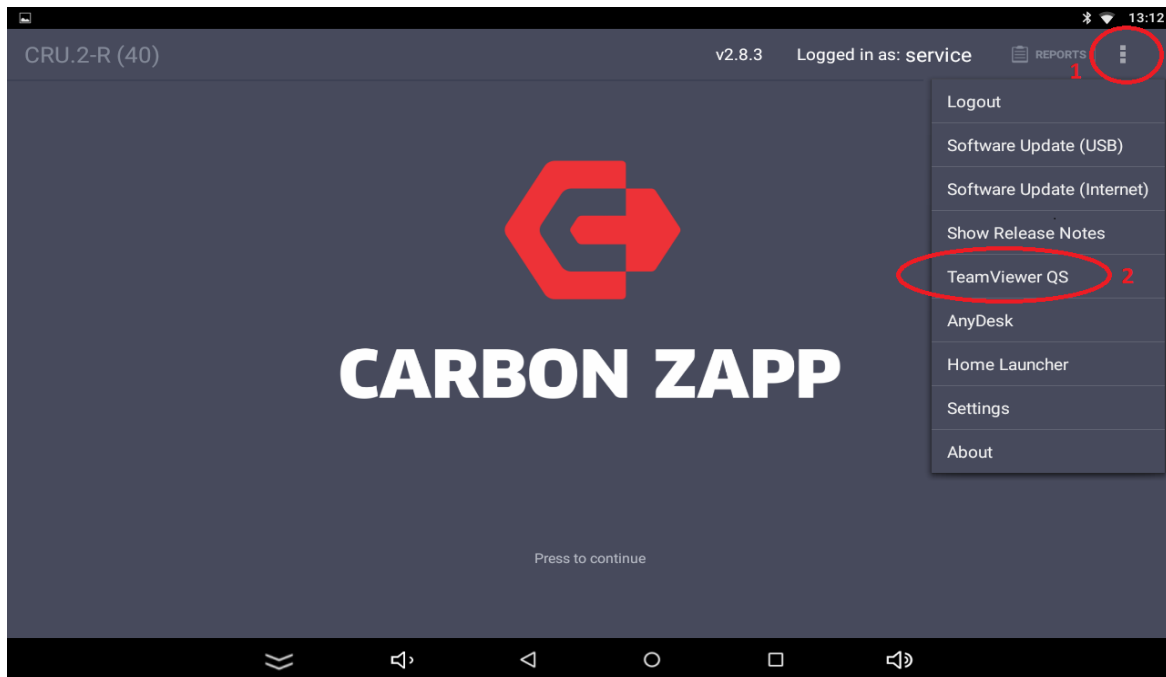 13:12
CRU.2-R (40)
v2.8.3
Logged in as: service
REPORTS
1
Logout
Software Update (USB)
Software Update (Internet)
Show Release Notes
TeamViewer QS
2
AnyDesk
Home Launcher
Settings
About
CARBON ZAPP
Press to continue